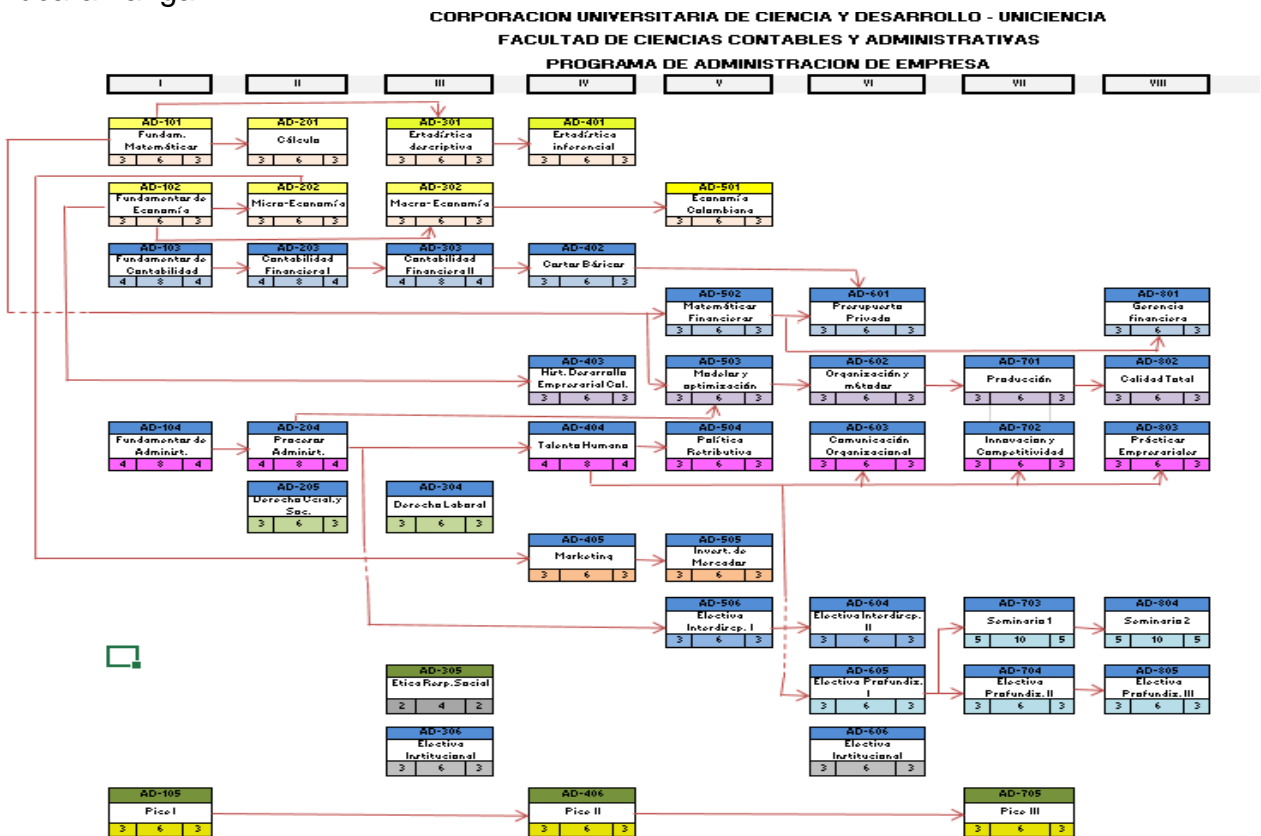 CORPORACION UNIVERSITARIA DE CIENCIA Y DESARROLLO - UNICIENCIA
FACULTAD DE CIENCIAS CONTABLES Y ADMINISTRATIVAS
PROGRAMA DE ADMINISTRACION DE EMPRESA
I II III IV V VI VII VIII
AD-101
Fundam.
Matemáticas
3 6 3
AD-201
Cálculo
3 6 3
AD-301
Estadística
descriptiva
3 6 3
AD-401
Estadística
inferencial
3 6 3
AD-102
Fundamentos de
Economía
3 6 3
AD-202
Micro-Economía
3 6 3
AD-302
Macro-Economía
3 6 3
AD-501
Economía
Colombiana
3 6 3
AD-103
Fundamentos de
Contabilidad
4 8 4
AD-203
Contabilidad
Financiera I
4 8 4
AD-303
Contabilidad
Financiera II
4 8 4
AD-402
Costos Básicos
3 6 3
AD-502
Matemáticas
Financieras
3 6 3
AD-601
Presupuesto
Privado
3 6 3
AD-801
Gerencia
financiera
3 6 3
AD-403
Hist. Desarrollo
Empresarial Col.
3 6 3
AD-503
Modelos y
optimización
3 6 3
AD-602
Organización y
métodos
3 6 3
AD-701
Producción
3 6 3
AD-802
Calidad Total
3 6 3
AD-104
Fundamentos de
Administ.
4 8 4
AD-204
Procesos
Administ.
4 8 4
AD-404
Talento Humano
4 8 4
AD-504
Política
Retributiva
3 6 3
AD-603
Comunicación
Organizacional
3 6 3
AD-702
Innovacion y
Competitividad
3 6 3
AD-803
Prácticas
Empresariales
3 6 3
AD-205
Derecho Ccial. y
Soc.
3 6 3
AD-304
Derecho Laboral
3 6 3
AD-405
Marketing
3 6 3
AD-505
Invest. de
Mercados
3 6 3
AD-506
Electiva
Interdisp. I
3 6 3
AD-604
Electiva Interdisp.
II
3 6 3
AD-703
Seminario 1
5 10 5
AD-804
Seminario 2
5 10 5
AD-305
Etica Resp. Social
2 4 2
AD-605
Electiva Profundiz.
I
3 6 3
AD-704
Electiva
Profundiz. II
3 6 3
AD-805
Electiva
Profundiz. III
3 6 3
AD-306
Electiva
Institucional
3 6 3
AD-606
Electiva
Institucional
3 6 3
AD-105
Pico I
3 6 3
AD-406
Pico II
3 6 3
AD-705
Pico III
3 6 3